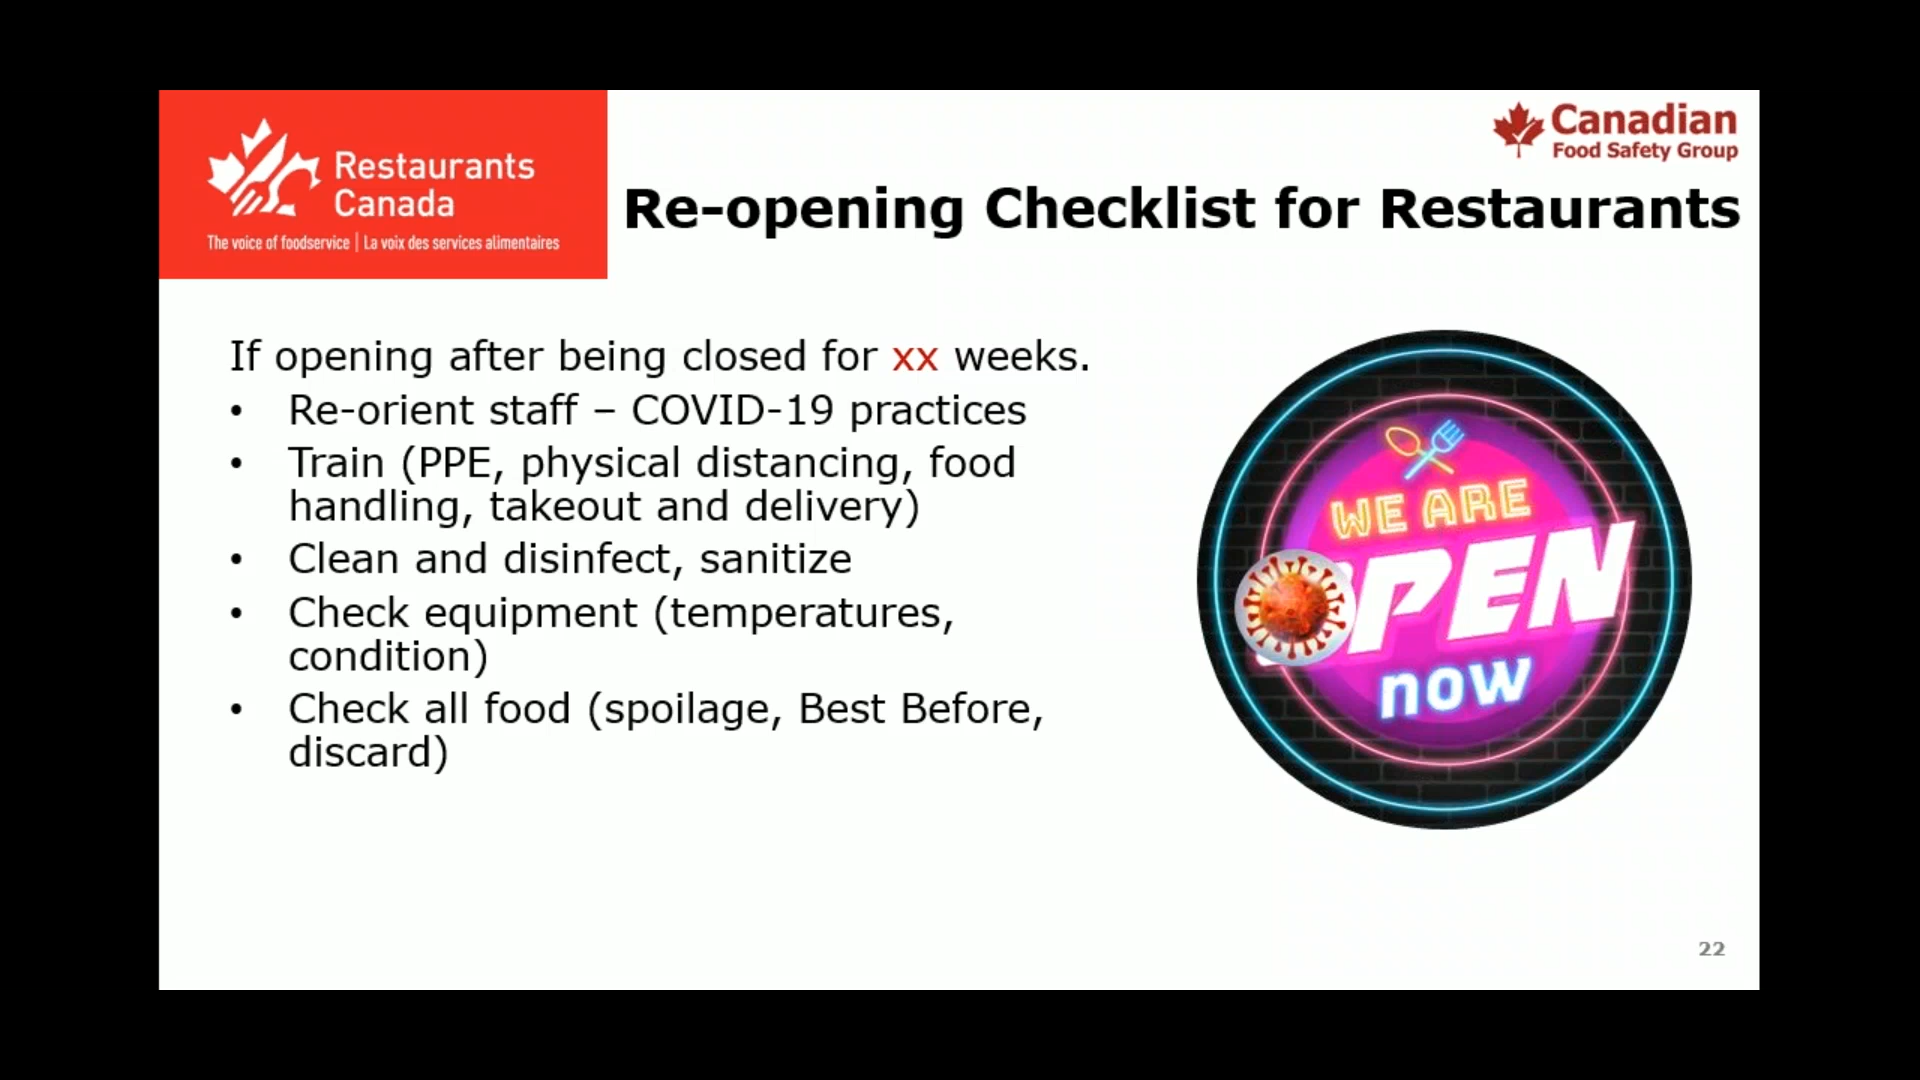 Restaurants
Canada
The voice of foodservice | La voix des services alimentaires
Canadian
Food Safety Group
Re-opening Checklist for Restaurants
If opening after being closed for xx weeks.
• Re-orient staff – COVID-19 practices
• Train (PPE, physical distancing, food
handling, takeout and delivery)
• Clean and disinfect, sanitize
• Check equipment (temperatures,
condition)
• Check all food (spoilage, Best Before,
discard)
WE ARE
OPEN
now
22